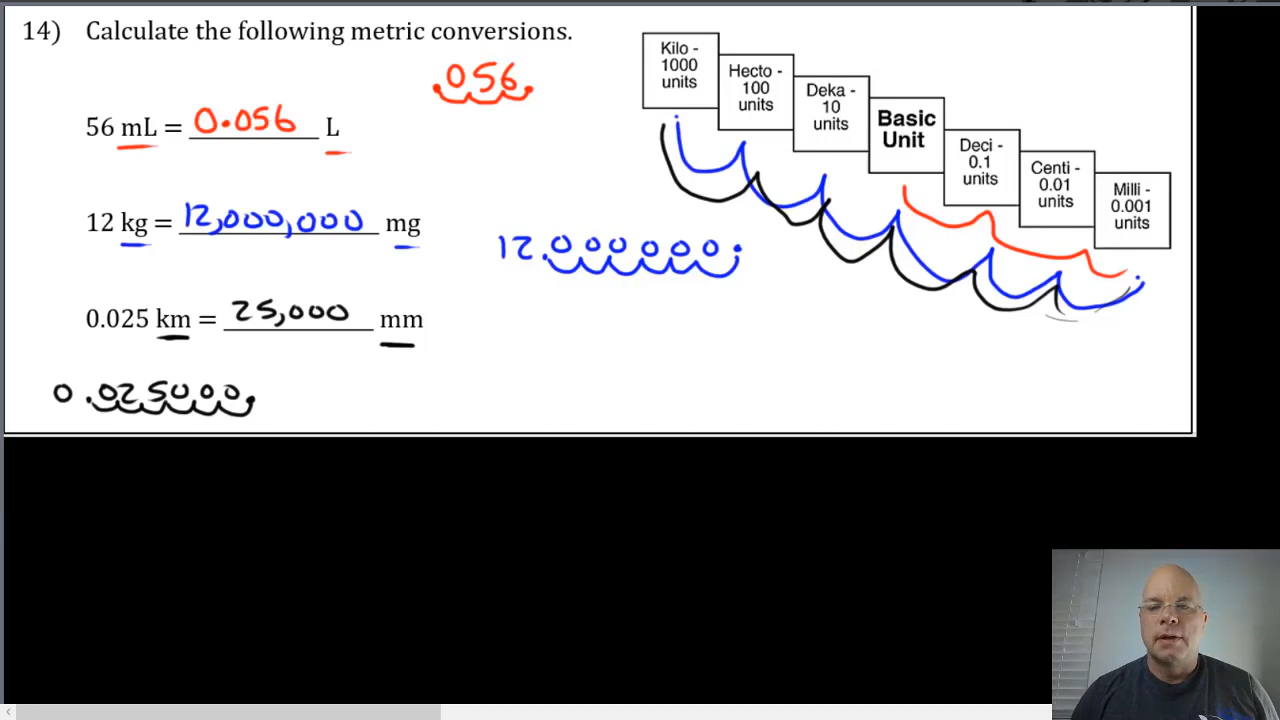 14) Calculate the following metric conversions.
.056.
56 mL = 0.056 L
12 kg = 12,000,000 mg
12.000000.
0.025 km = 25,000 mm
0.025000.
Kilo -
1000
units
Hecto -
100
units
Deka -
10
units
Basic
Unit
Deci -
0.1
units
Centi -
0.01
units
Milli -
0.001
units